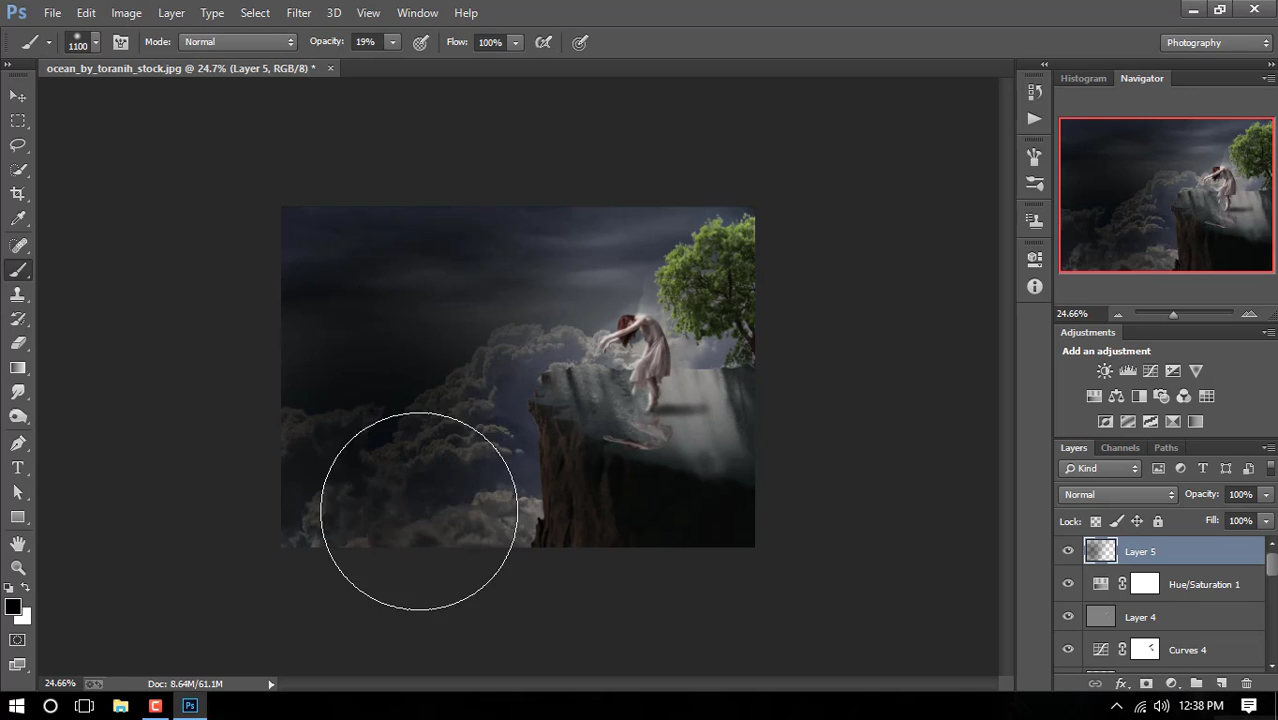 Ps File Edit Image Layer Type Select Filter 3D View Window Help
1100 Mode: Normal Opacity: 19% Flow: 100% Photography
ocean_by_toranih_stock.jpg @ 24.7% (Layer 5, RGB/8) *
Histogram Navigator
24.66%
Adjustments
Add an adjustment
Layers Channels Paths
Kind
Normal Opacity: 100%
Lock: Fill: 100%
Layer 5
Hue/Saturation 1
Layer 4
Curves 4
24.66% Doc: 8.64M/61.1M
Ps 12:38 PM